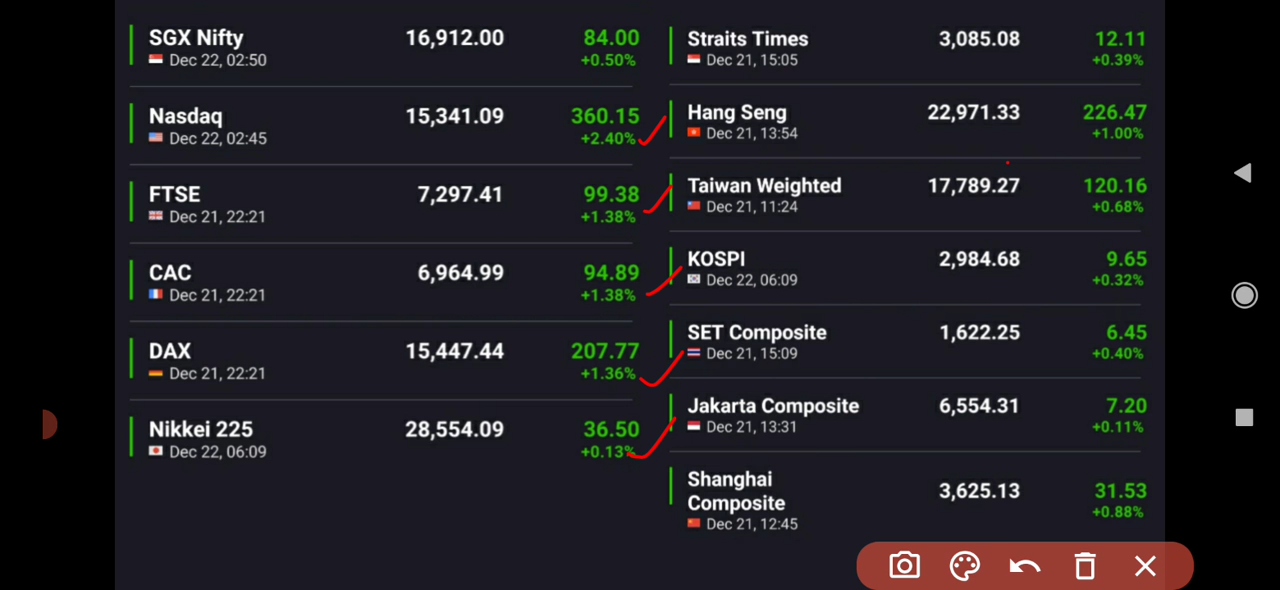 SGX Nifty 16,912.00 84.00
Dec 22, 02:50 +0.50%
Nasdaq 15,341.09 360.15
Dec 22, 02:45 +2.40%
FTSE 7,297.41 99.38
Dec 21, 22:21 +1.38%
CAC 6,964.99 94.89
Dec 21, 22:21 +1.38%
DAX 15,447.44 207.77
Dec 21, 22:21 +1.36%
Nikkei 225 28,554.09 36.50
Dec 22, 06:09 +0.13%
Straits Times 3,085.08 12.11
Dec 21, 15:05 +0.39%
Hang Seng 22,971.33 226.47
Dec 21, 13:54 +1.00%
Taiwan Weighted 17,789.27 120.16
Dec 21, 11:24 +0.68%
KOSPI 2,984.68 9.65
Dec 22, 06:09 +0.32%
SET Composite 1,622.25 6.45
Dec 21, 15:09 +0.40%
Jakarta Composite 6,554.31 7.20
Dec 21, 13:31 +0.11%
Shanghai
Composite 3,625.13 31.53
Dec 21, 12:45 +0.88%